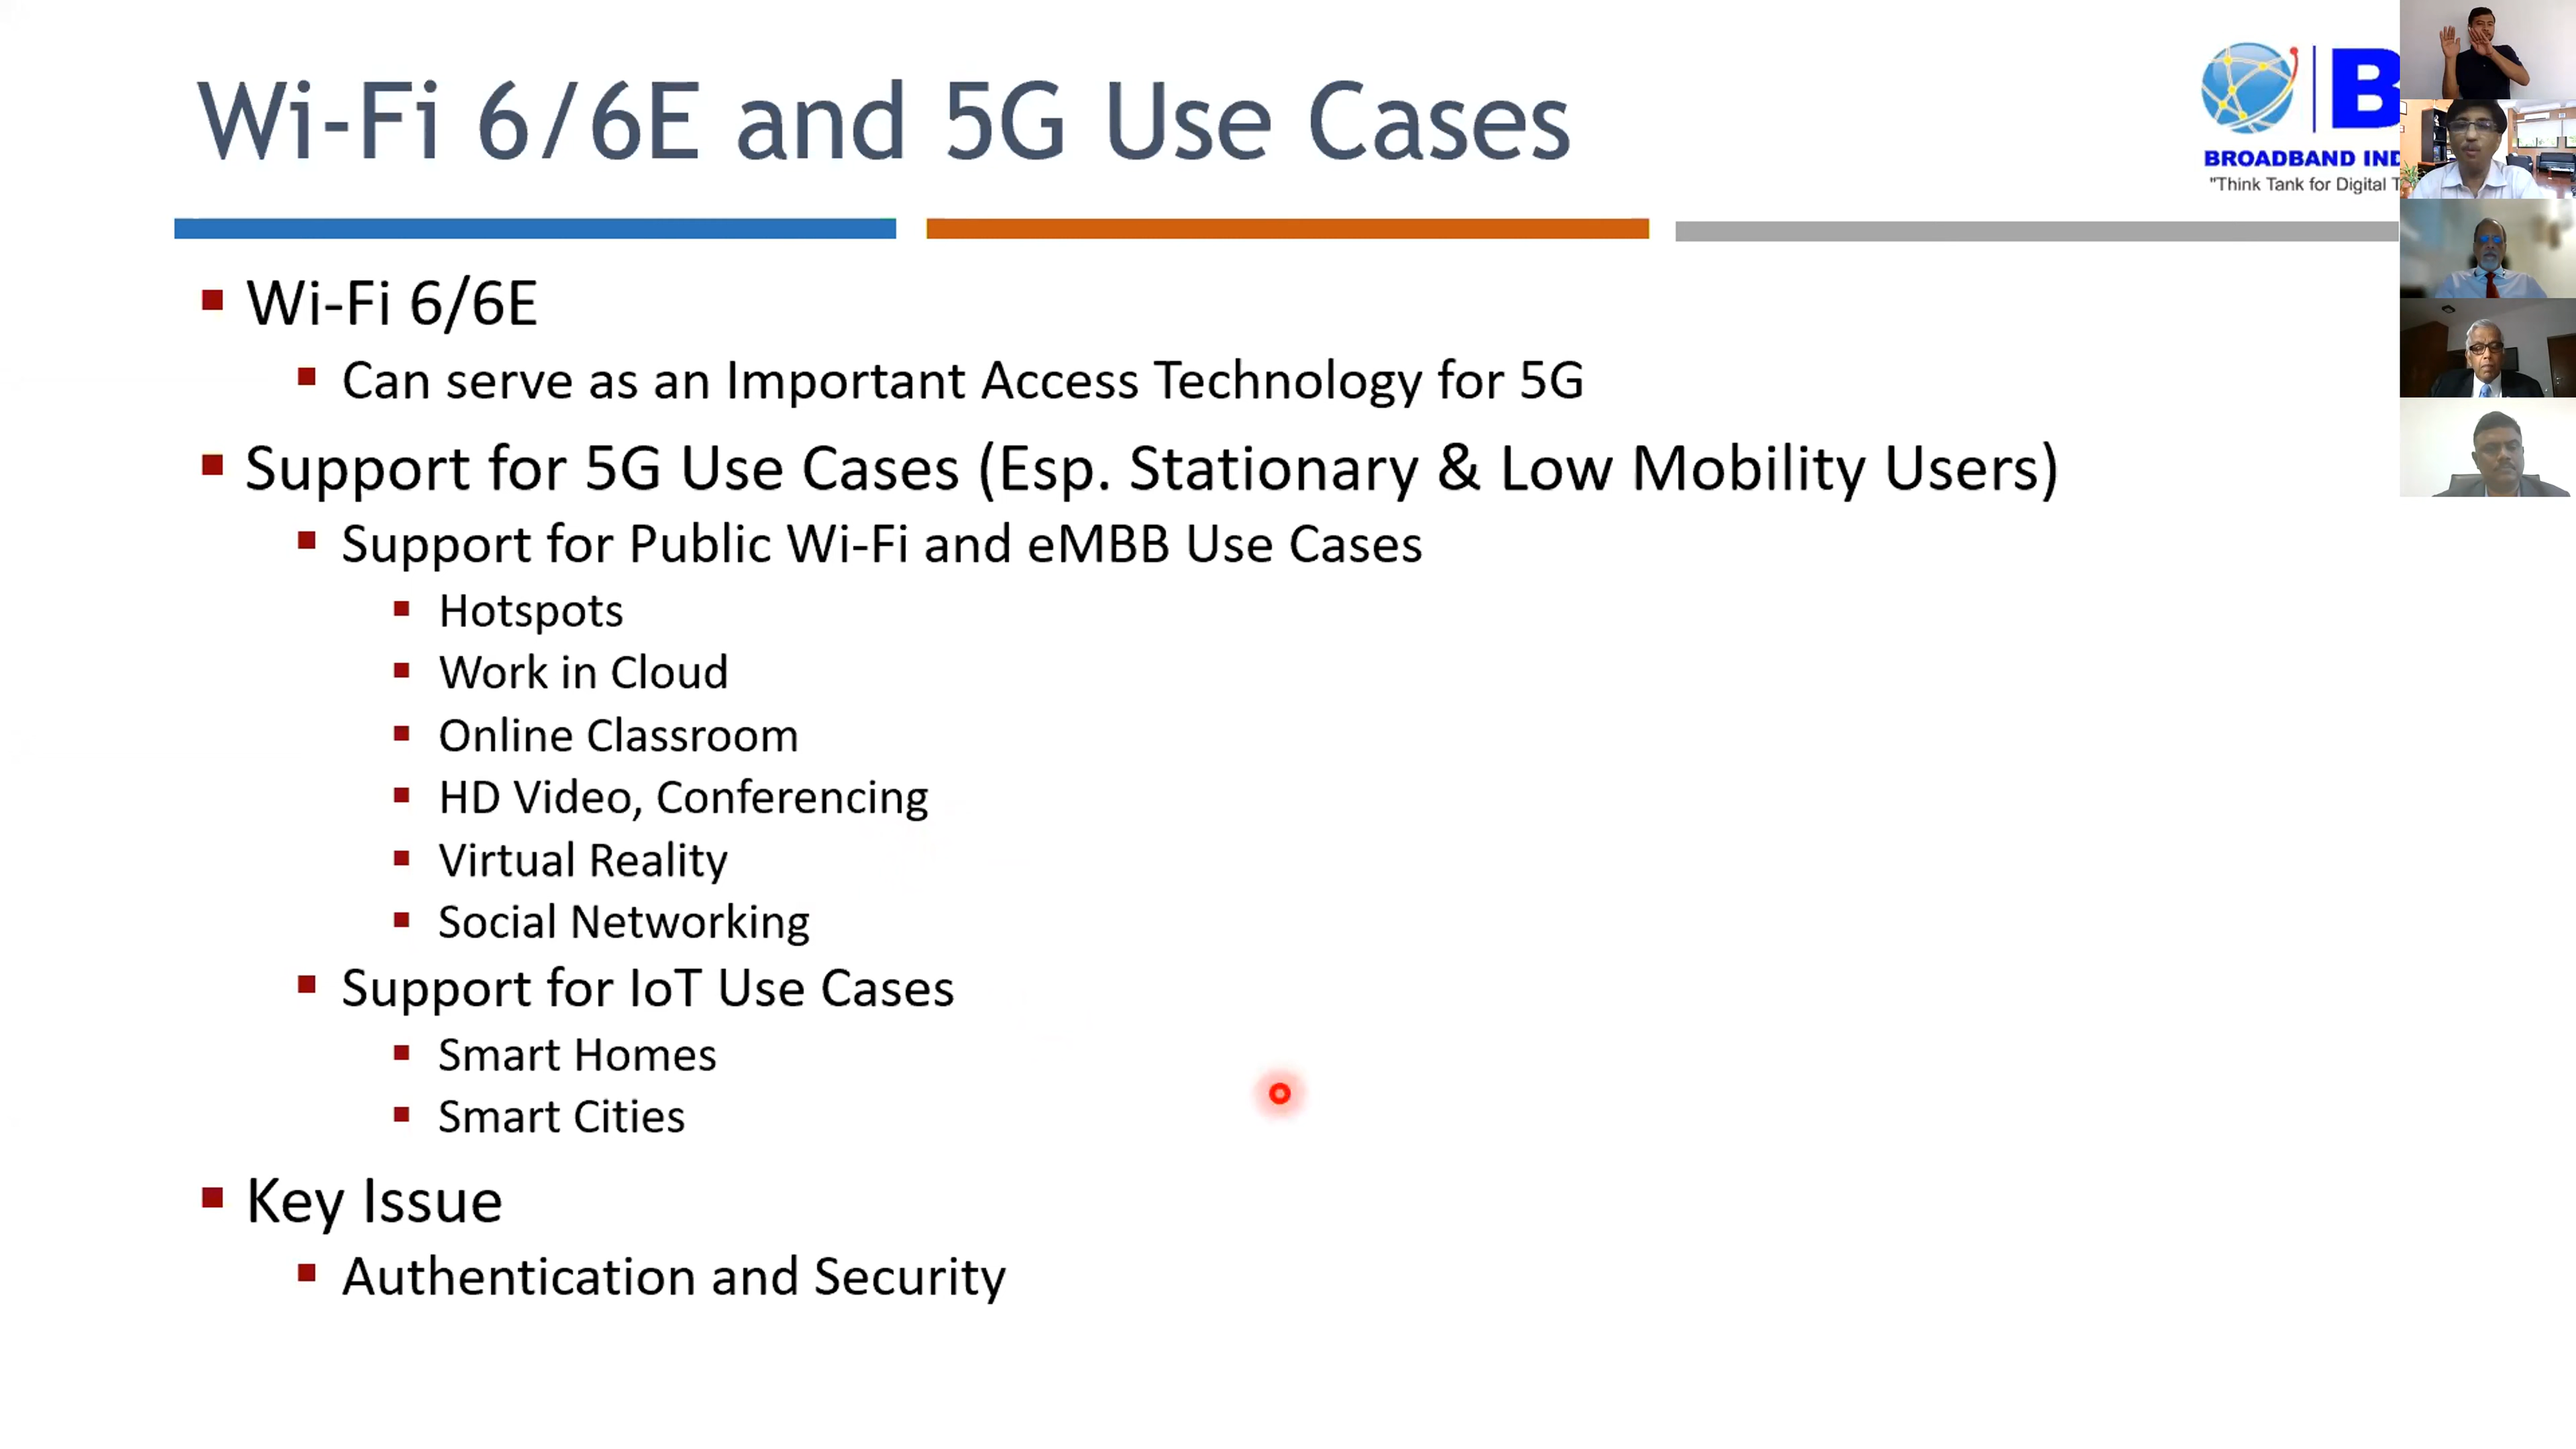 Wi-Fi 6/6E and 5G Use Cases
BROADBAND
"Think Tank for Digital
Wi-Fi 6/6E
Can serve as an Important Access Technology for 5G
Support for 5G Use Cases (Esp. Stationary & Low Mobility Users)
Support for Public Wi-Fi and eMBB Use Cases
Hotspots
Work in Cloud
Online Classroom
HD Video, Conferencing
Virtual Reality
Social Networking
Support for IoT Use Cases
Smart Homes
Smart Cities
Key Issue
Authentication and Security